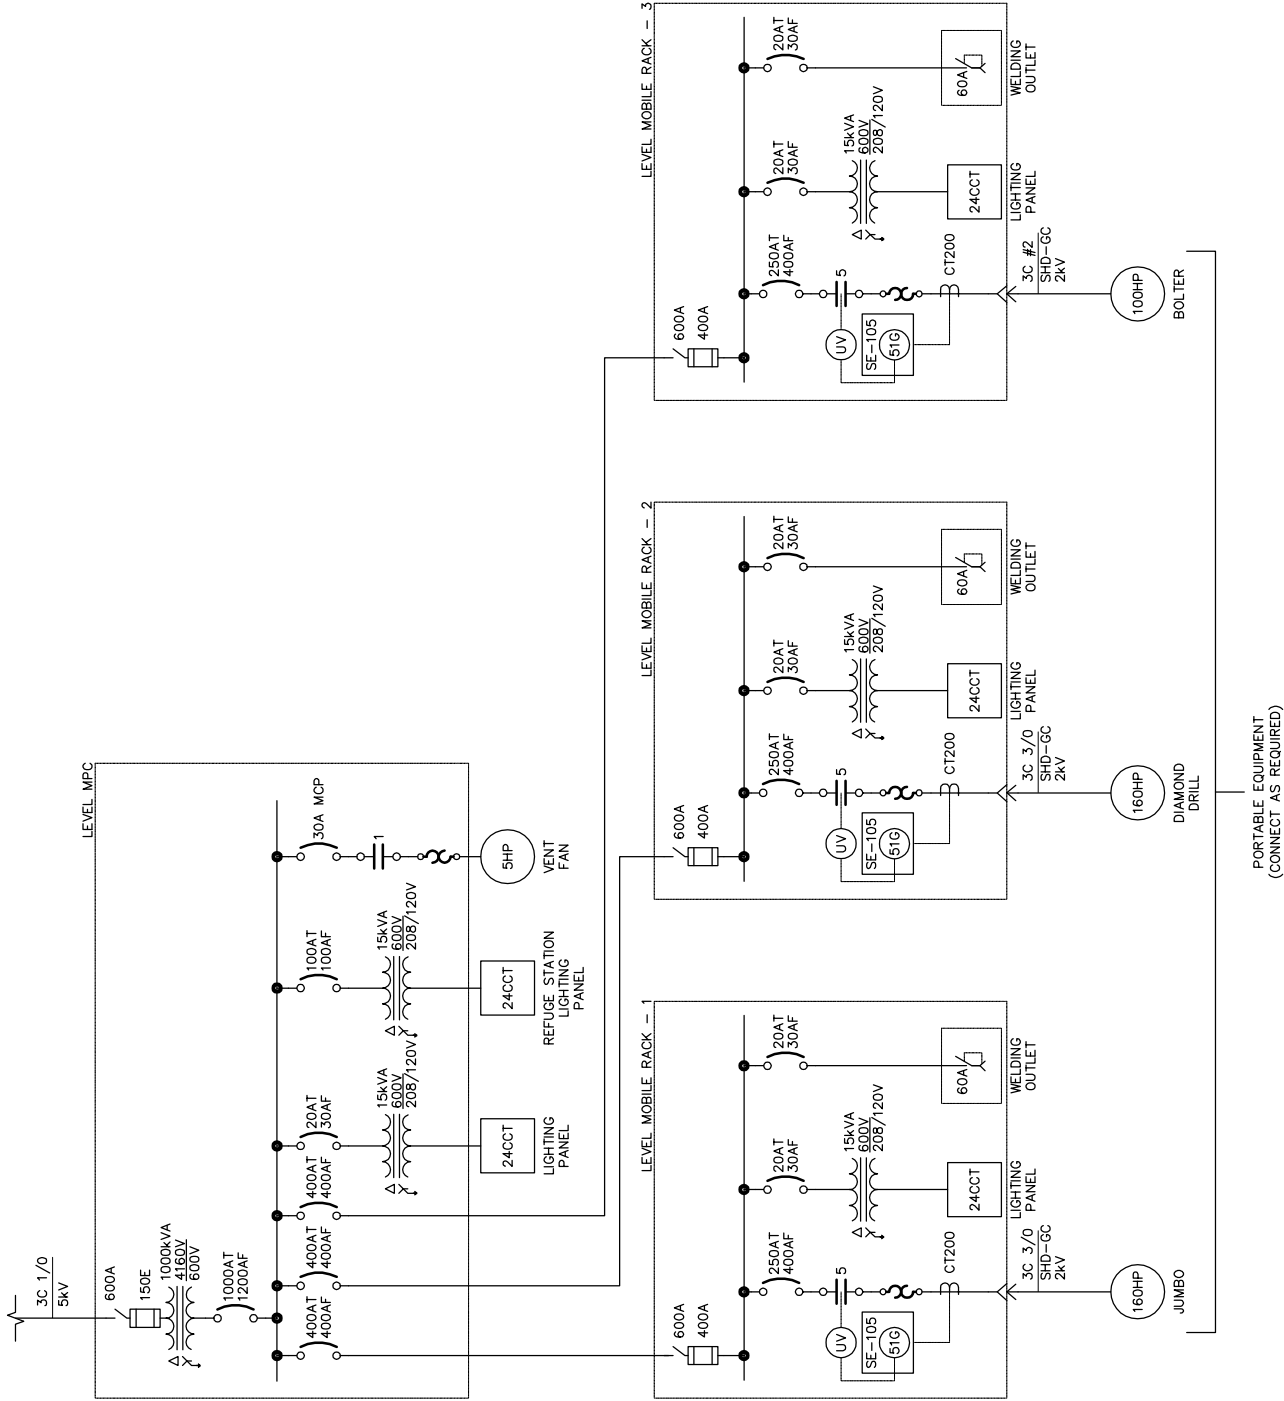 3C 1/0
5kV
LEVEL MPC
600A
150E
1000kVA
4160V
600V
1000AT
1200AF
400AT
400AF
400AT
400AF
400AT
400AF
20AT
30AF
15kVA
600V
208/120V
24CCT
LIGHTING
PANEL
100AT
100AF
15kVA
600V
208/120V
24CCT
REFUGE STATION
LIGHTING
PANEL
30A MCP
1
5HP
VENT
FAN
LEVEL MOBILE RACK - 1
600A
400A
250AT
400AF
5
UV
SE-105
51G
CT200
3C 3/0
SHD-GC
2kV
160HP
JUMBO
20AT
30AF
15kVA
600V
208/120V
24CCT
LIGHTING
PANEL
20AT
30AF
60A
WELDING
OUTLET
LEVEL MOBILE RACK - 2
600A
400A
250AT
400AF
5
UV
SE-105
51G
CT200
3C 3/0
SHD-GC
2kV
160HP
DIAMOND
DRILL
20AT
30AF
15kVA
600V
208/120V
24CCT
LIGHTING
PANEL
20AT
30AF
60A
WELDING
OUTLET
LEVEL MOBILE RACK - 3
600A
400A
250AT
400AF
5
UV
SE-105
51G
CT200
3C #2
SHD-GC
2kV
100HP
BOLTER
20AT
30AF
15kVA
600V
208/120V
24CCT
LIGHTING
PANEL
20AT
30AF
60A
WELDING
OUTLET
PORTABLE EQUIPMENT
(CONNECT AS REQUIRED)